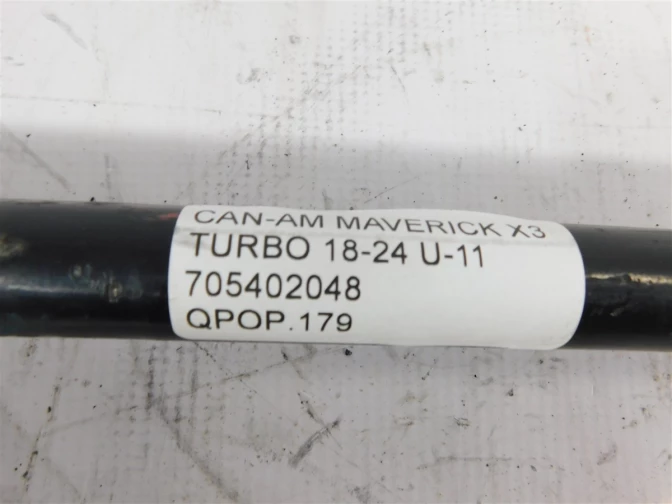 CAN-AM MAVERICK X3
TURBO 18-24 U-11
705402048
QPOP.179